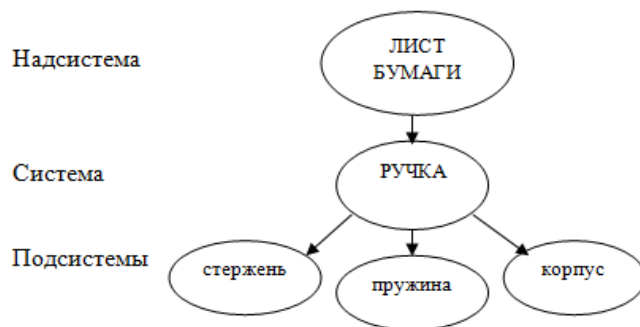 Надсистема
ЛИСТ
БУМАГИ
Система
РУЧКА
Подсистемы
стержень
пружина
корпус